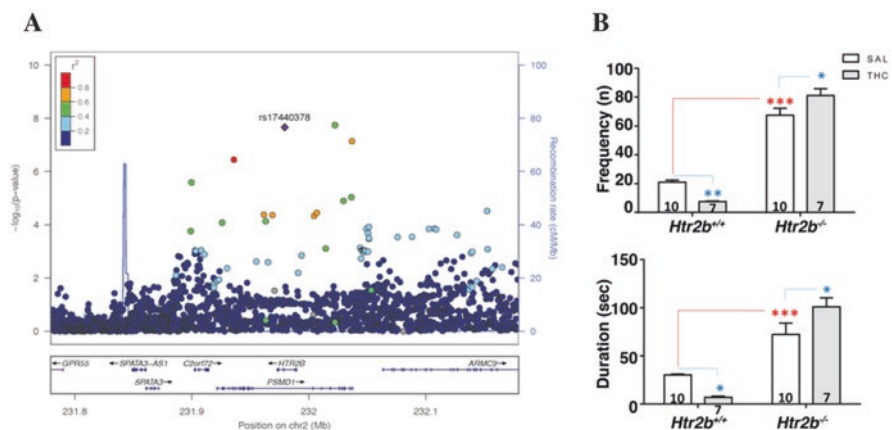 A
r²
0.8
0.6
0.4
0.2
rs17440378
−log₁₀(p-value)
10
8
6
4
2
0
Recombination rate (cM/Mb)
100
80
60
40
20
0
GPR55
SPATA3-AS1
C2orf72
HTR2B
ARMC9
SPATA3
PSMD1
231.8
231.9
232
232.1
Position on chr2 (Mb)
B
SAL
THC
Frequency (n)
100
80
60
40
20
0
***
*
**
10
7
10
7
Htr2b+/+
Htr2b-/-
Duration (sec)
150
100
50
0
***
*
*
10
7
10
7
Htr2b+/+
Htr2b-/-